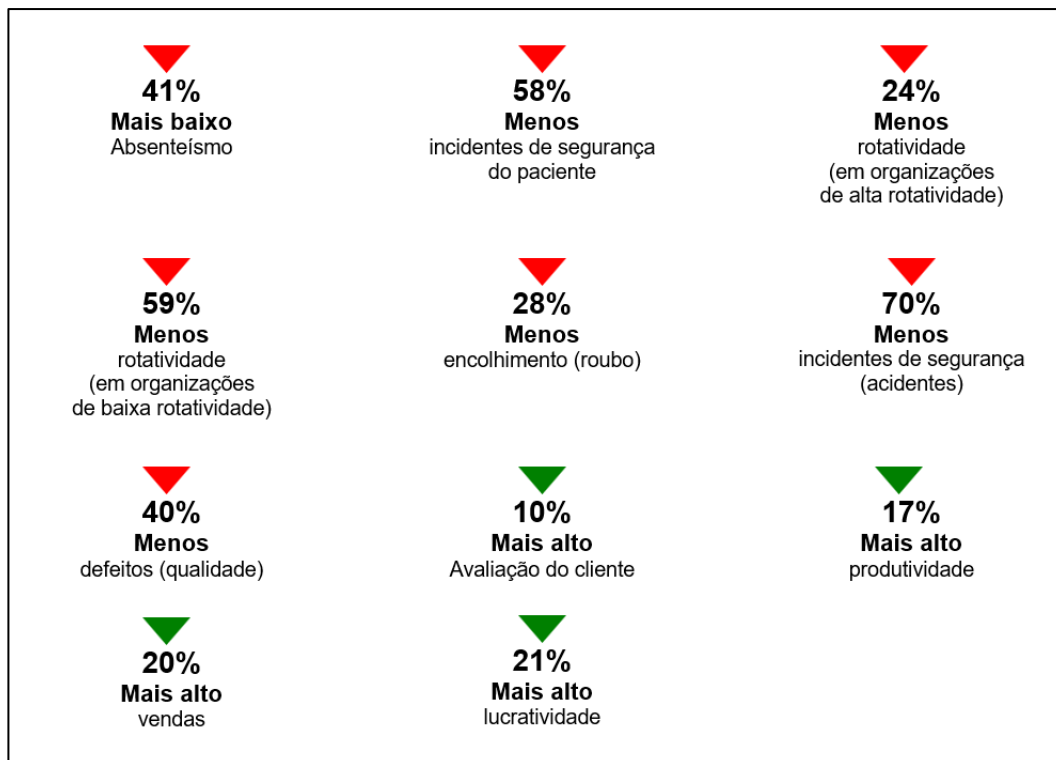 41%
Mais baixo
Absenteísmo
58%
Menos
incidentes de segurança
do paciente
24%
Menos
rotatividade
(em organizações
de alta rotatividade)
59%
Menos
rotatividade
(em organizações
de baixa rotatividade)
28%
Menos
encolhimento (roubo)
70%
Menos
incidentes de segurança
(acidentes)
40%
Menos
defeitos (qualidade)
10%
Mais alto
Avaliação do cliente
17%
Mais alto
produtividade
20%
Mais alto
vendas
21%
Mais alto
lucratividade